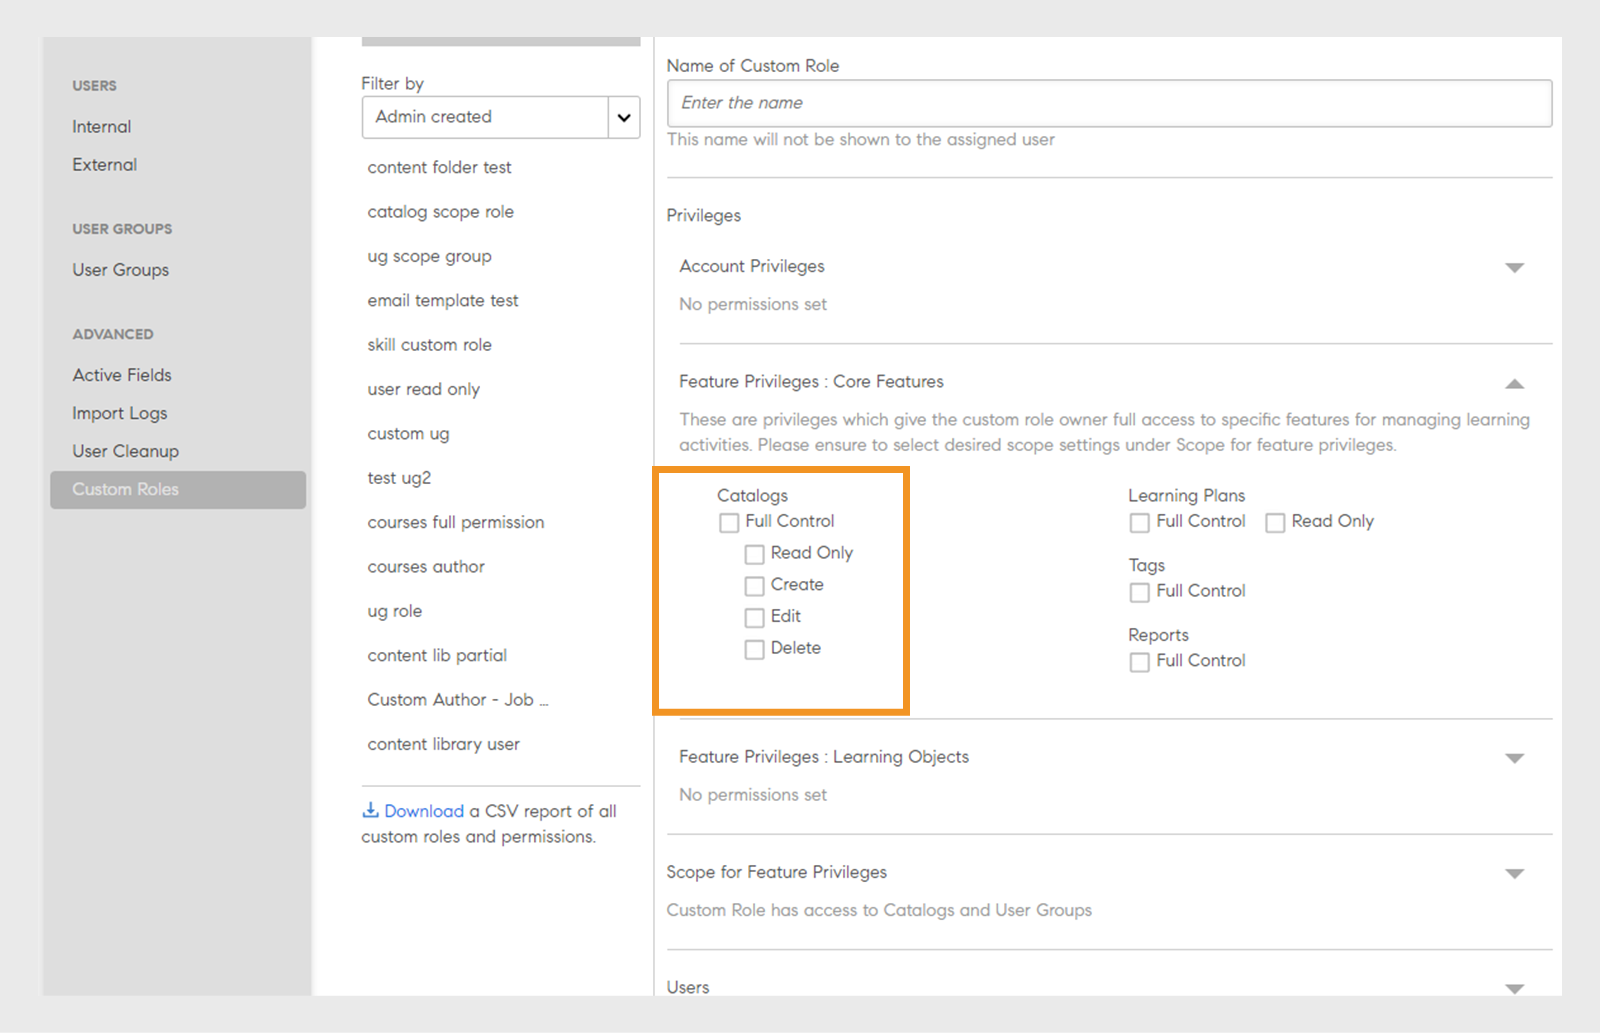 USERS
Internal
External
USER GROUPS
User Groups
ADVANCED
Active Fields
Import Logs
User Cleanup
Custom Roles
Filter by
Admin created
content folder test
catalog scope role
ug scope group
email template test
skill custom role
user read only
custom ug
test ug2
courses full permission
courses author
ug role
content lib partial
Custom Author - Job ...
content library user
Download a CSV report of all
custom roles and permissions.
Name of Custom Role
Enter the name
This name will not be shown to the assigned user
Privileges
Account Privileges
No permissions set
Feature Privileges : Core Features
These are privileges which give the custom role owner full access to specific features for managing learning
activities. Please ensure to select desired scope settings under Scope for feature privileges.
Catalogs
Full Control
Read Only
Create
Edit
Delete
Learning Plans
Full Control Read Only
Tags
Full Control
Reports
Full Control
Feature Privileges : Learning Objects
No permissions set
Scope for Feature Privileges
Custom Role has access to Catalogs and User Groups
Users